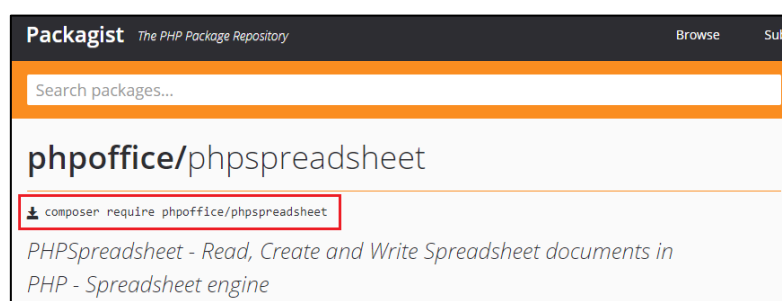 Packagist The PHP Package Repository Browse
Search packages...
phpoffice/phpspreadsheet
composer require phpoffice/phpspreadsheet
PHPSpreadsheet - Read, Create and Write Spreadsheet documents in
PHP - Spreadsheet engine